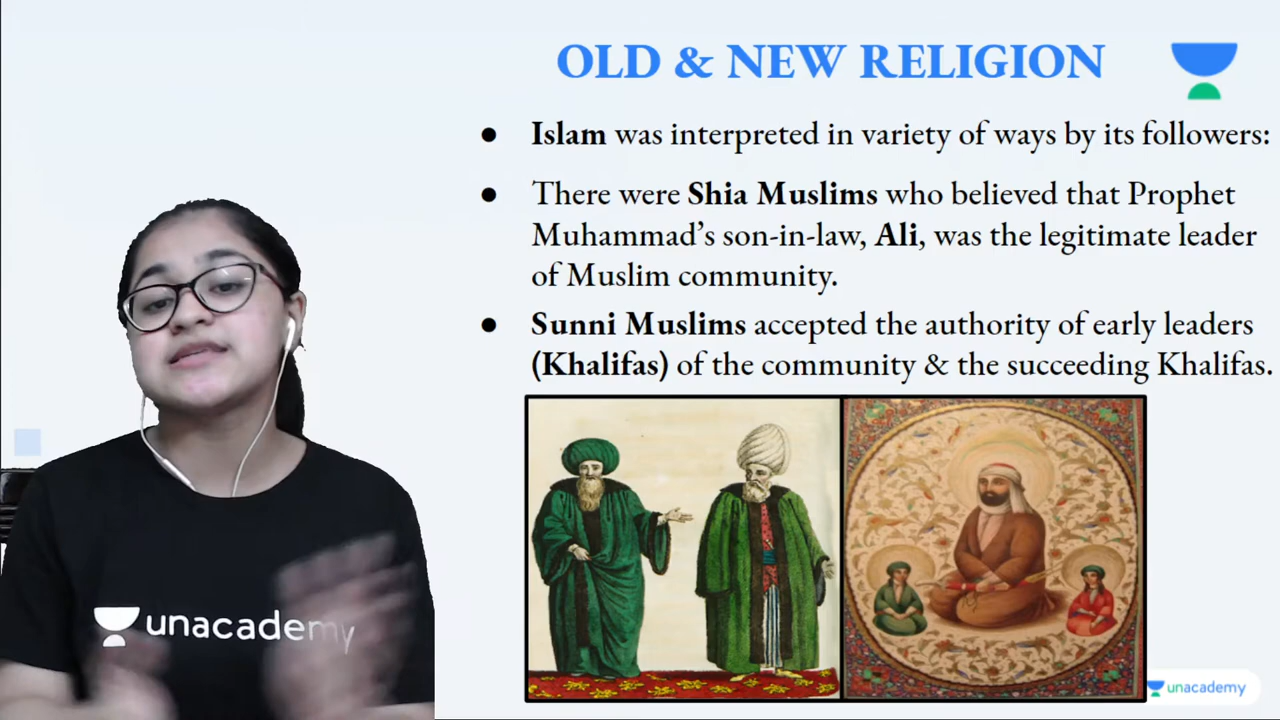 OLD & NEW RELIGION
● Islam was interpreted in variety of ways by its followers:
● There were Shia Muslims who believed that Prophet
Muhammad’s son-in-law, Ali, was the legitimate leader
of Muslim community.
● Sunni Muslims accepted the authority of early leaders
(Khalifas) of the community & the succeeding Khalifas.
unacademy
unacademy